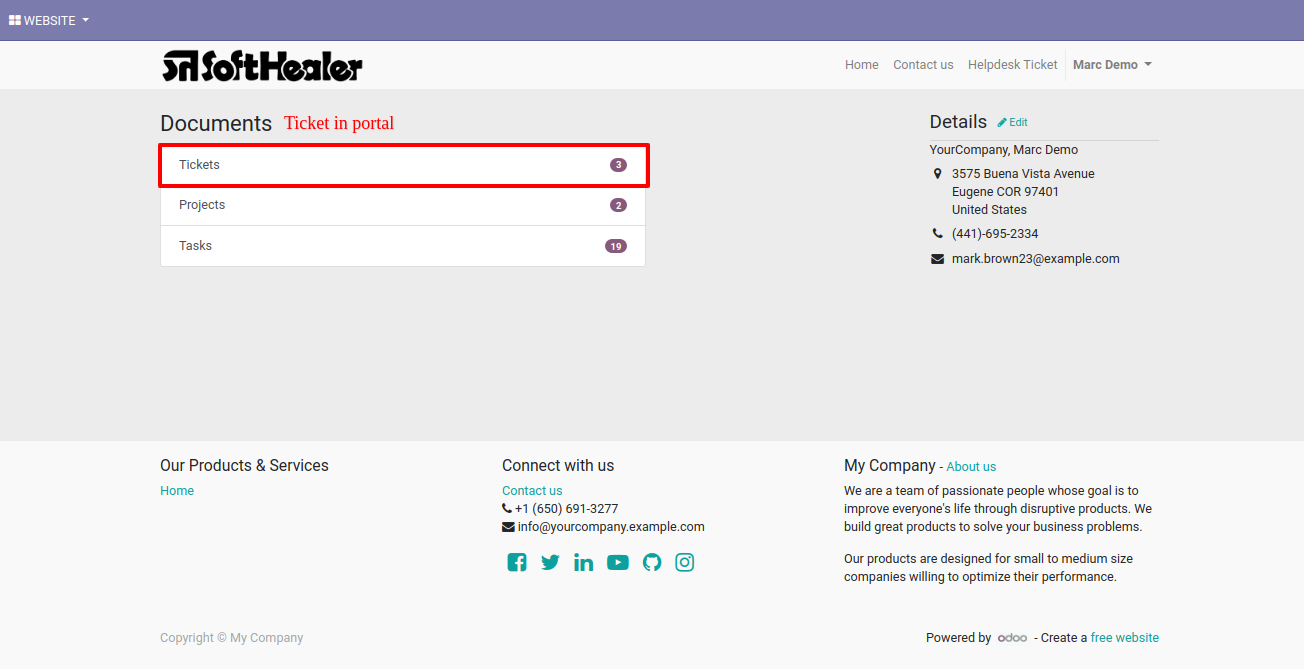 WEBSITE
SoftHealer
Home Contact us Helpdesk Ticket Marc Demo
Documents Ticket in portal
Tickets 3
Projects 2
Tasks 19
Details Edit
YourCompany, Marc Demo
3575 Buena Vista Avenue
Eugene COR 97401
United States
(441)-695-2334
mark.brown23@example.com
Our Products & Services
Home
Connect with us
Contact us
+1 (650) 691-3277
info@yourcompany.example.com
My Company - About us
We are a team of passionate people whose goal is to
improve everyone's life through disruptive products. We
build great products to solve your business problems.
Our products are designed for small to medium size
companies willing to optimize their performance.
Copyright © My Company
Powered by odoo - Create a free website